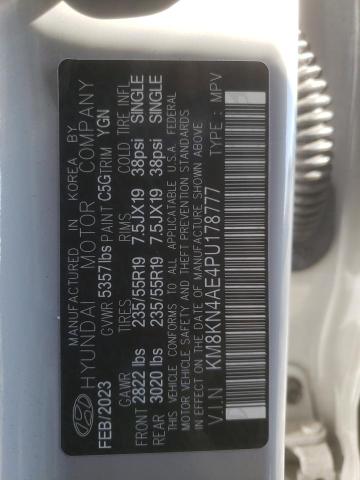 MANUFACTURED IN KOREA BY
HYUNDAI MOTOR COMPANY
FEB/2023 GVWR 5357 lbs PAINT C5G TRIM YGN
GAWR TIRES RIMS COLD TIRE INFL
FRONT 2822 lbs 235/55R19 7.5JX19 38psi SINGLE
REAR 3020 lbs 235/55R19 7.5JX19 38psi SINGLE
THIS VEHICLE CONFORMS TO ALL APPLICABLE U.S.A. FEDERAL
MOTOR VEHICLE SAFETY AND THEFT PREVENTION STANDARDS
IN EFFECT ON THE DATE OF MANUFACTURE SHOWN ABOVE.
V.I.N : KM8KN4AE4PU178777 TYPE : MPV